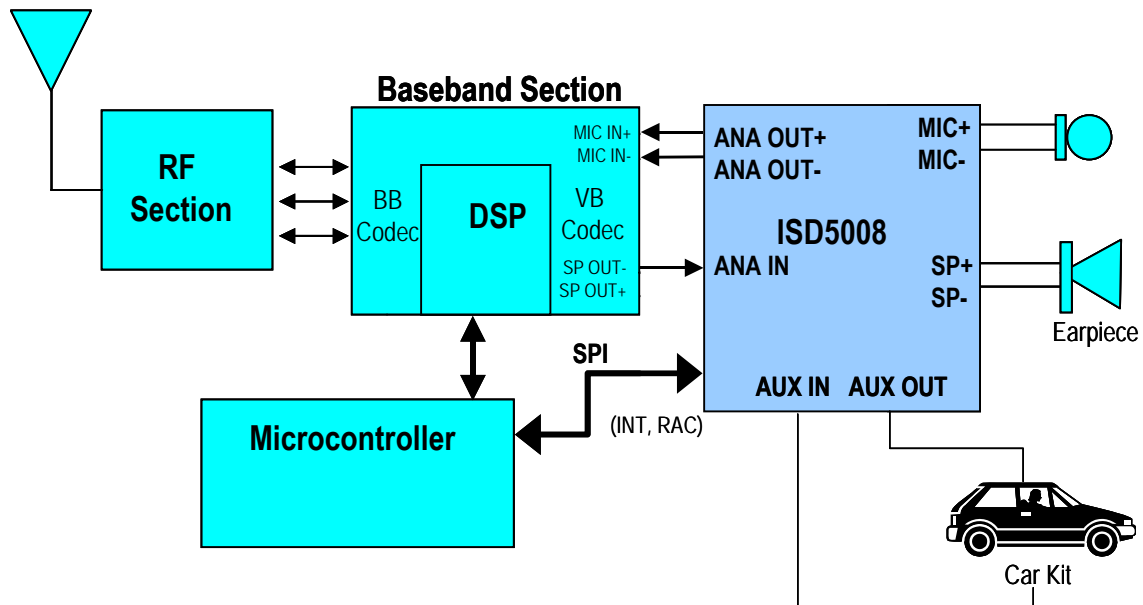 Baseband Section
RF
Section
BB
Codec
DSP
MIC IN+
MIC IN-
VB
Codec
SP OUT-
SP OUT+
ANA OUT+
ANA OUT-
MIC+
MIC-
ISD5008
ANA IN
SP+
SP-
Earpiece
AUX IN
AUX OUT
SPI
(INT, RAC)
Microcontroller
Car Kit